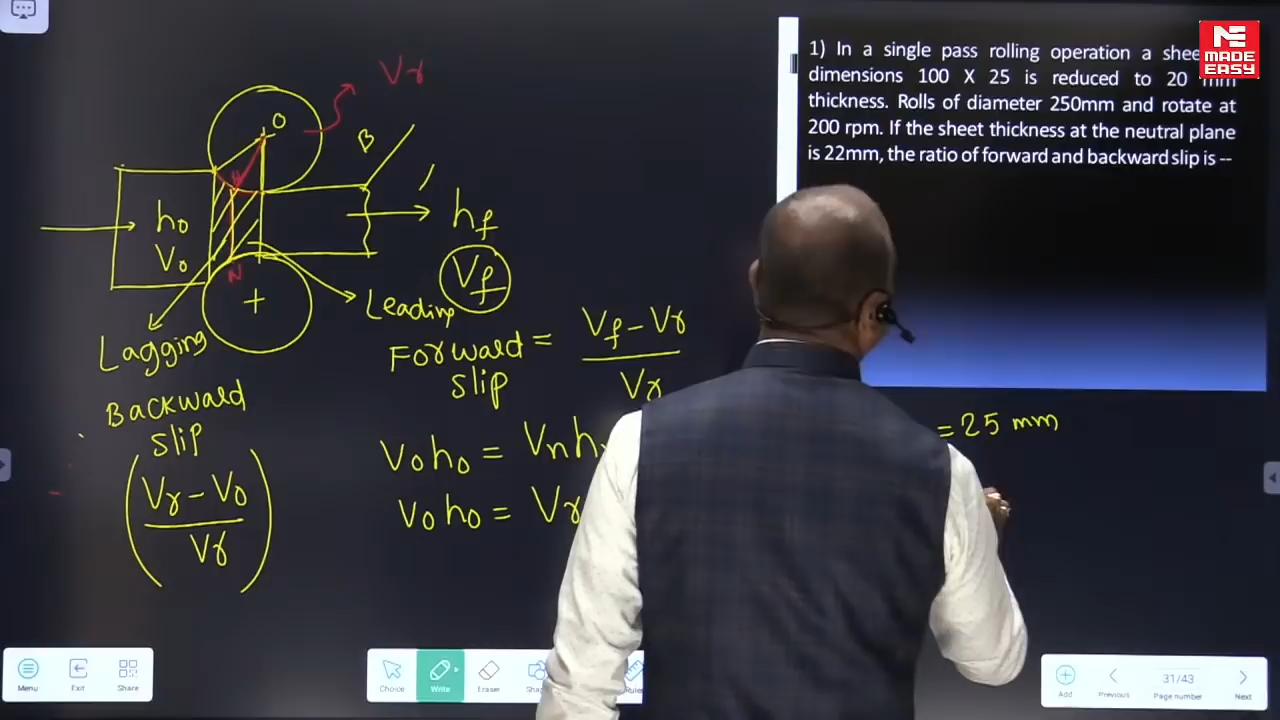 1) In a single pass rolling operation a
dimensions 100 X 25 is reduced to 20 mm
thickness. Rolls of diameter 250mm and rotate at
200 rpm. If the sheet thickness at the neutral plane
is 22mm, the ratio of forward and backward slip is --
ME
MADE
EASY
Vr
O
B
N
h0
V0
N
hf
Vf
Lagging
Leading
Forward slip = Vf - Vr
Vr
Backward
slip
(Vr - V0
Vr)
V0 h0 = Vn
V0 h0 = Vr
= 25 mm
Menu
Exit
Share
Choice
Write
Eraser
Add
Previous
31/43
Page number
Next